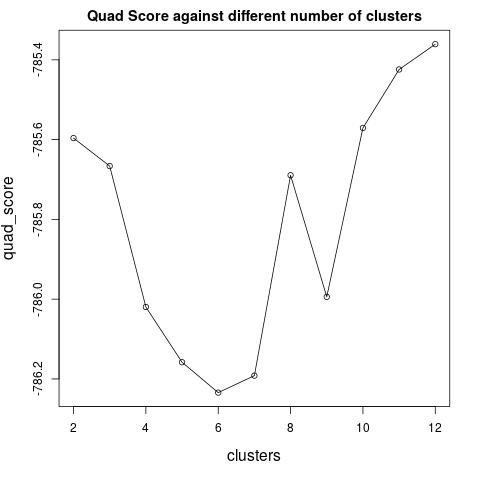 Quad Score against different number of clusters
quad_score
-785.4
-785.6
-785.8
-786.0
-786.2
2 4 6 8 10 12
clusters